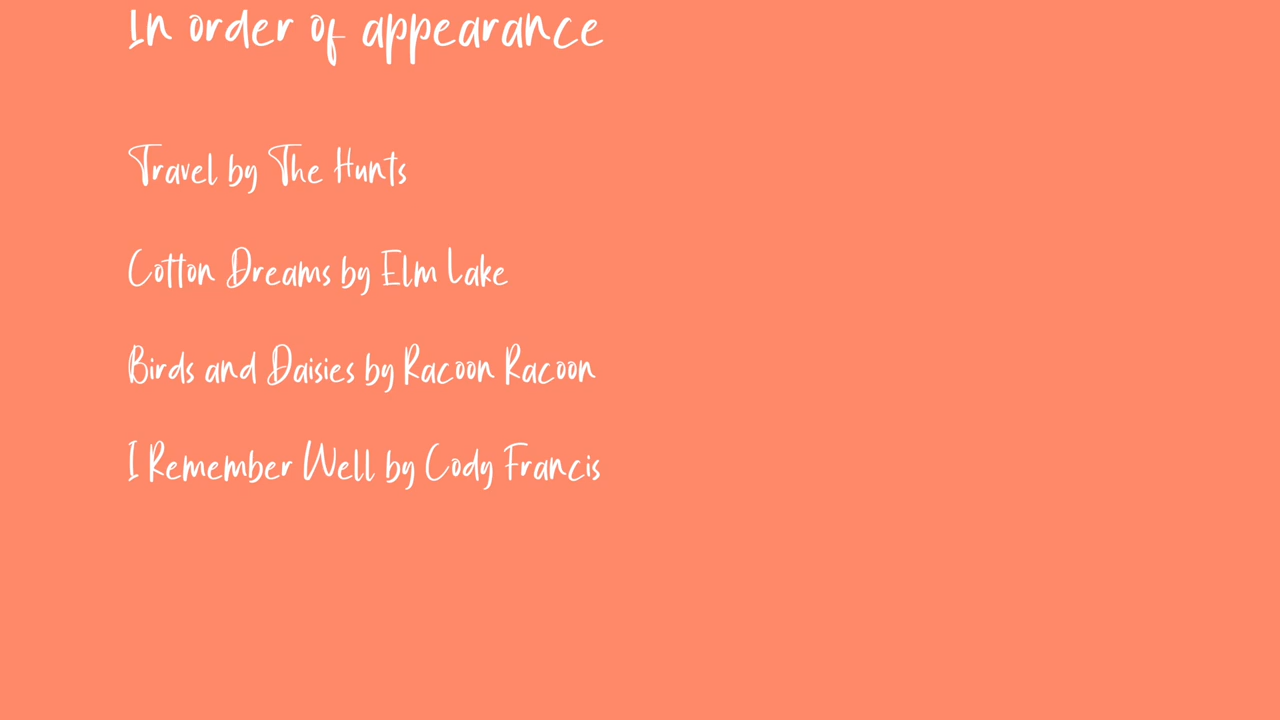 In order of appearance
Travel by The Hunts
Cotton Dreams by Elm Lake
Birds and Daisies by Racoon Racoon
I Remember Well by Cody Francis